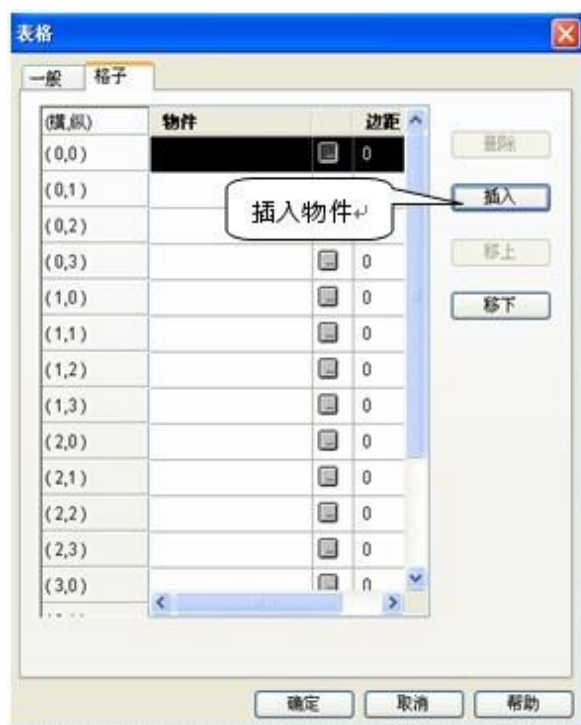 表格
一般 格子
(橫,纵) 物件 边距
(0,0) 0
删除
(0,1)
插入
插入物件
(0,2)
(0,3) 0
移上
(1,0) 0
移下
(1,1) 0
(1,2) 0
(1,3) 0
(2,0) 0
(2,1) 0
(2,2) 0
(2,3) 0
(3,0) 0
确定 取消 帮助